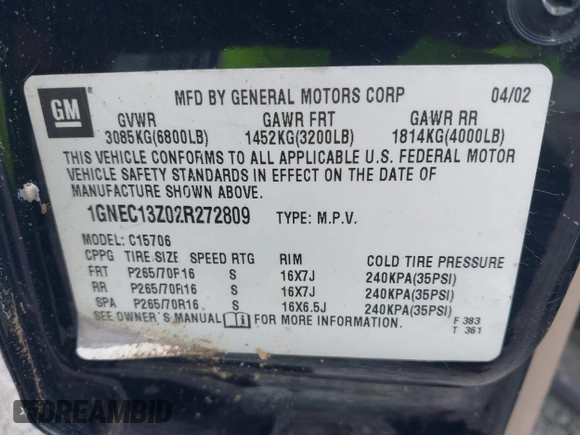 GM
MFD BY GENERAL MOTORS CORP 04/02
GVWR GAWR FRT GAWR RR
3085KG(6800LB) 1452KG(3200LB) 1814KG(4000LB)
THIS VEHICLE CONFORMS TO ALL APPLICABLE U.S. FEDERAL MOTOR
VEHICLE SAFETY STANDARDS IN EFFECT ON THE DATE OF
MANUFACTURE SHOWN ABOVE.
1GNEC13Z02R272809 TYPE: M.P.V.
MODEL: C15706
CPPG TIRE SIZE SPEED RTG RIM COLD TIRE PRESSURE
FRT P265/70R16 S 16X7J 240KPA(35PSI)
RR P265/70R16 S 16X7J 240KPA(35PSI)
SPA P265/70R16 S 16X6.5J 240KPA(35PSI)
SEE OWNER'S MANUAL FOR MORE INFORMATION. F 383
T 361
DREAMBID